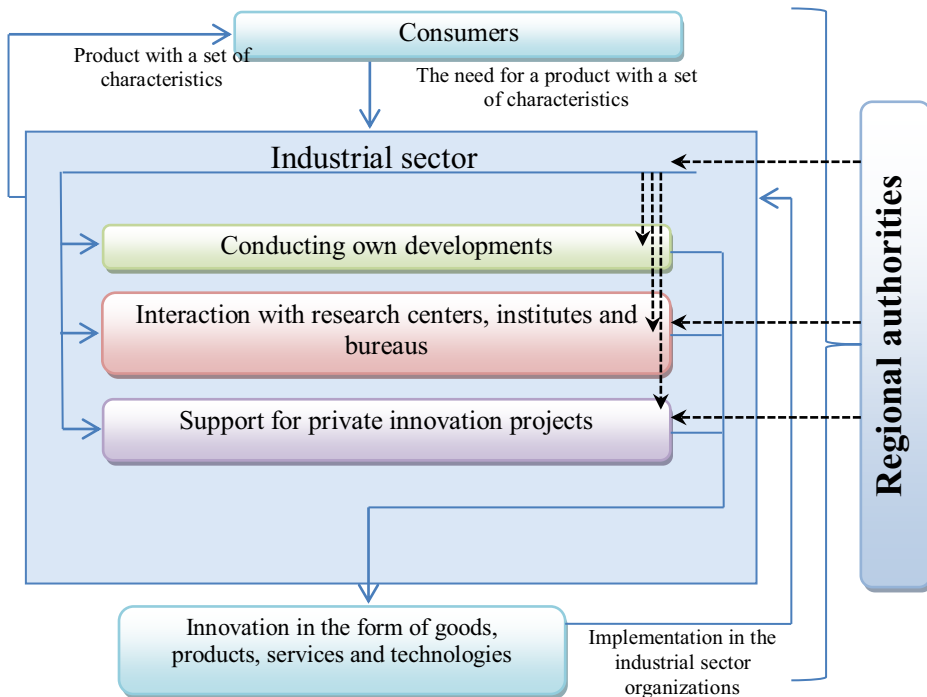 Consumers
Product with a set of
characteristics
The need for a product with a set
of characteristics
Industrial sector
Conducting own developments
Interaction with research centers, institutes and
bureaus
Support for private innovation projects
Regional authorities
Innovation in the form of goods,
products, services and technologies
Implementation in the
industrial sector
organizations